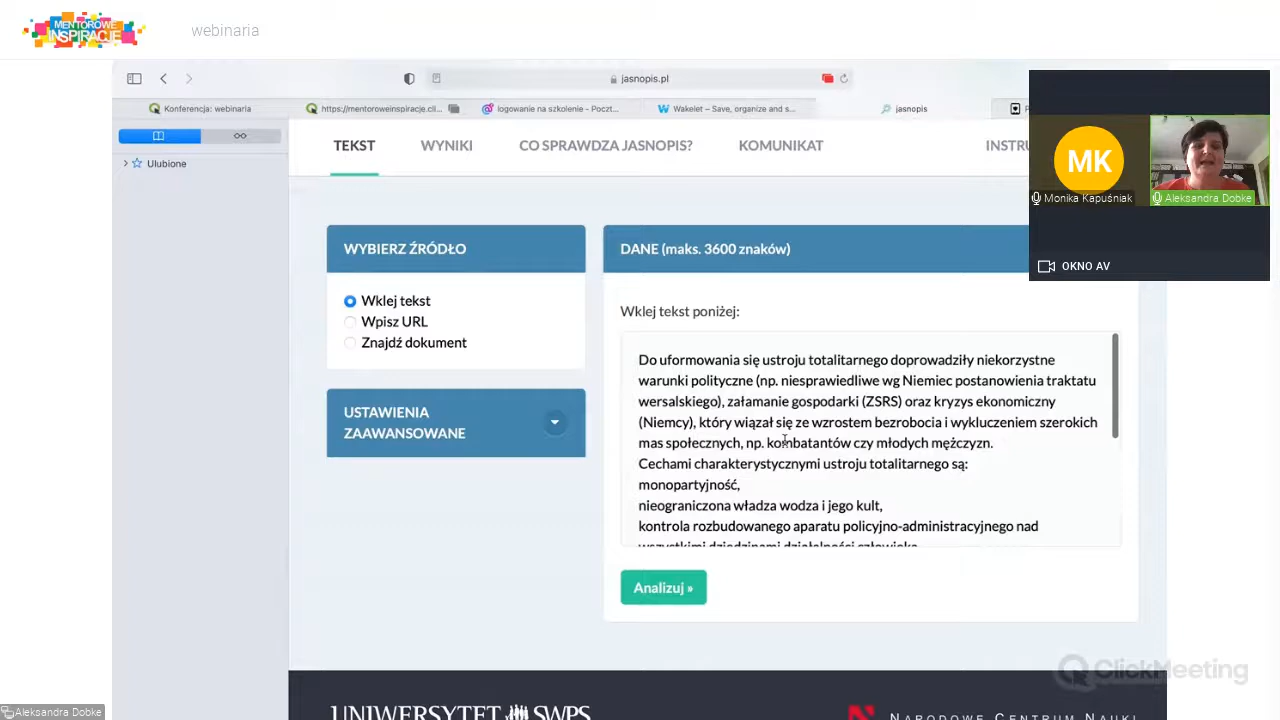 MENTOROWE
INSPIRACJE
webinaria
jasnopis.pl
Konferencja: webinaria
https://mentoroweinspiracje.cli...
logowanie na szkolenie - Poczt...
Wakelet – Save, organize and s...
jasnopis
Ulubione
TEKST
WYNIKI
CO SPRAWDZA JASNOPIS?
KOMUNIKAT
INSTRU
MK
Monika Kapuśniak
Aleksandra Dobke
OKNO AV
WYBIERZ ŹRÓDŁO
Wklej tekst
Wpisz URL
Znajdź dokument
USTAWIENIA
ZAAWANSOWANE
DANE (maks. 3600 znaków)
Wklej tekst poniżej:
Do uformowania się ustroju totalitarnego doprowadziły niekorzystne
warunki polityczne (np. niesprawiedliwe wg Niemiec postanowienia traktatu
wersalskiego), załamanie gospodarki (ZSRS) oraz kryzys ekonomiczny
(Niemcy), który wiązał się ze wzrostem bezrobocia i wykluczeniem szerokich
mas społecznych, np. kombatantów czy młodych mężczyzn.
Cechami charakterystycznymi ustroju totalitarnego są:
monopartyjność,
nieograniczona władza wodza i jego kult,
kontrola rozbudowanego aparatu policyjno-administracyjnego nad
wszystkimi dziedzinami działalności człowieka
Analizuj »
ClickMeeting
UNIWERSYTET SWPS
NARODOWE CENTRUM NAUKI
Aleksandra Dobke